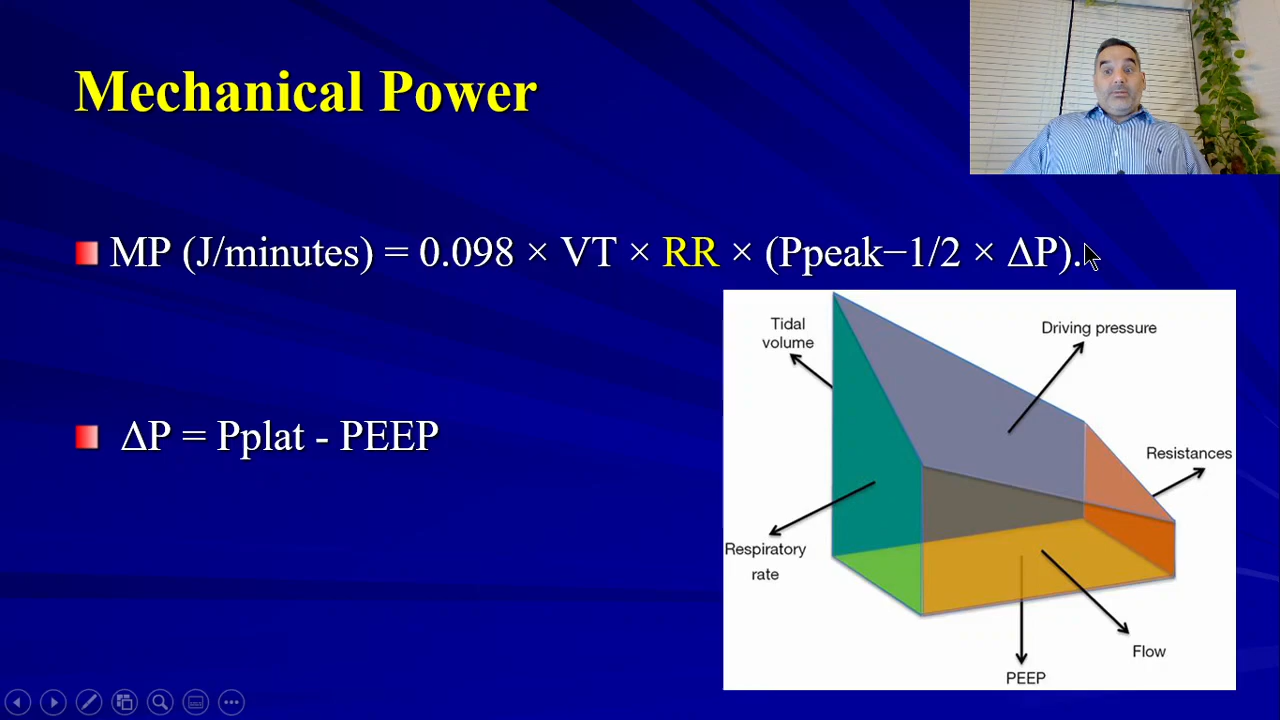 Mechanical Power
MP (J/minutes) = 0.098 × VT × RR × (Ppeak−1/2 × ΔP).
ΔP = Pplat - PEEP
Tidal
volume
Driving pressure
Resistances
Respiratory
rate
Flow
PEEP